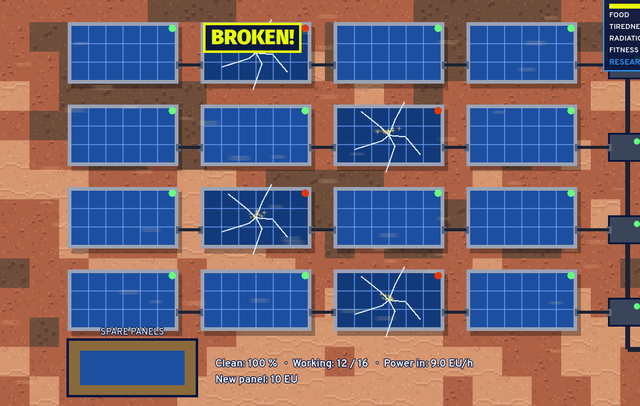 BROKEN!
FOOD
TIREDNE
RADIATIO
FITNESS
RESEAR
SPARE PANELS
Clean: 100 % · Working: 12 / 16 · Power in: 9.0 EU/h
New panel: 10 EU